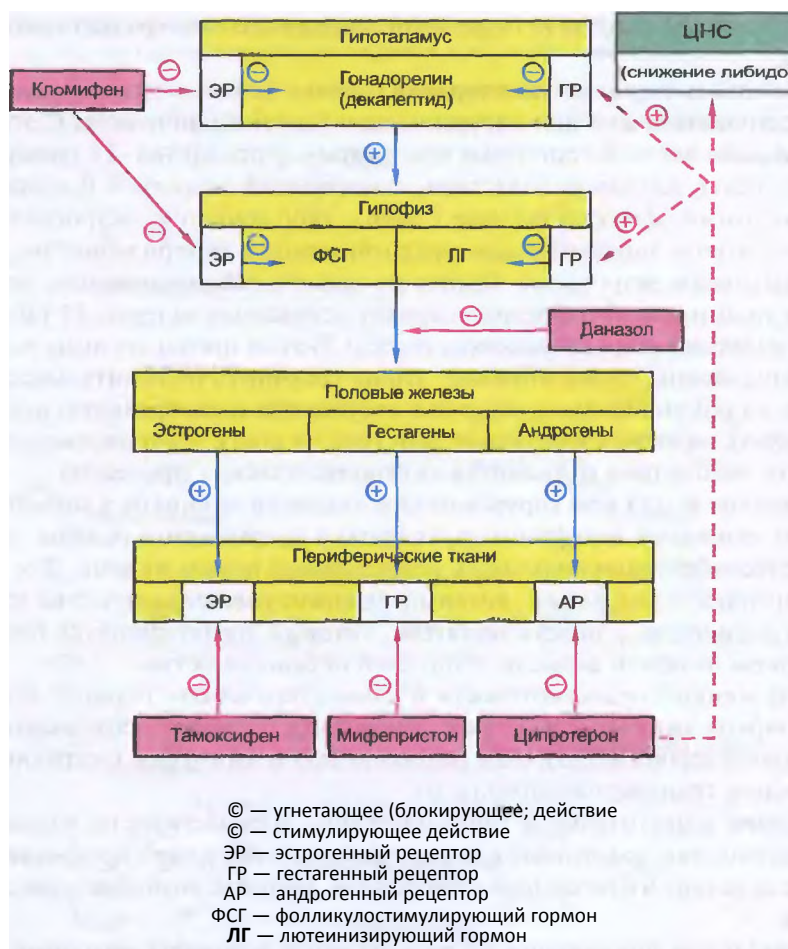 Гипоталамус
ЦНС
(снижение либидо
Кломифен
ЭР
Гонадорелин
(декапептид)
ГР
Гилофиз
ЭР
ФСГ
ЛГ
ГР
Даназол
Половые железы
Эстрогены
Гестагены
Андрогены
Периферические ткани
ЭР
ГР
АР
Тамоксифен
Мифепристон
Ципротерон
© — угнетающее (блокирующее; действие
© — стимулирующее действие
ЭР — эстрогенный рецептор
ГР — гестагенный рецептор
АР — андрогенный рецептор
ФСГ — фолликулостимулирующий гормон
ЛГ — лютеинизирующий гормон